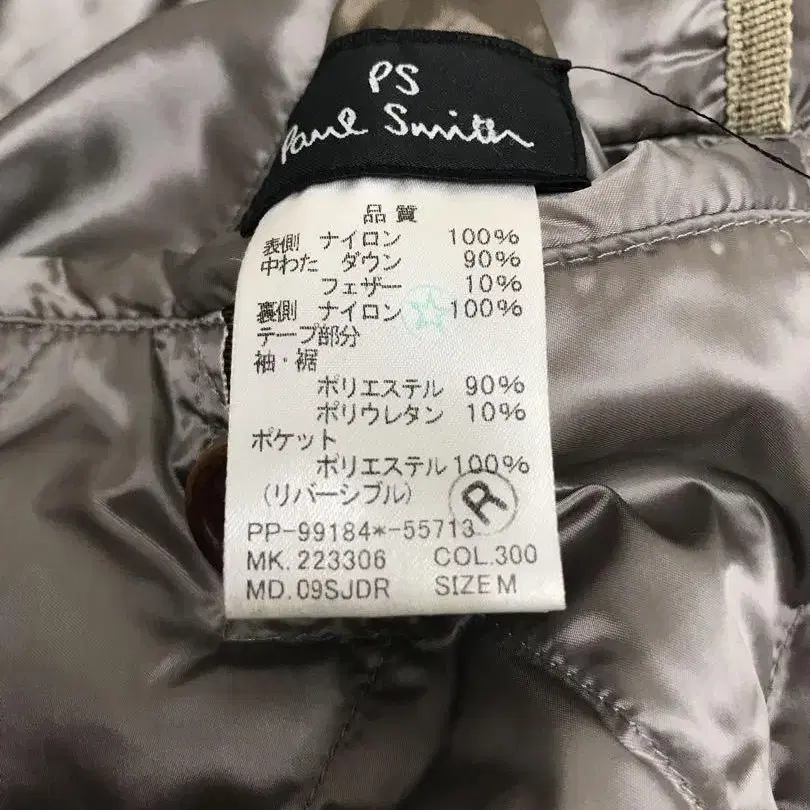 PS
Paul Smith
品質
表側 ナイロン 100%
中わた ダウン 90%
フェザー 10%
裏側 ナイロン 100%
テープ部分
袖・裾
ポリエステル 90%
ポリウレタン 10%
ポケット
ポリエステル 100%
(リバーシブル)
R
PP-99184*-55713
MK.223306 COL.300
MD.09SJDR SIZE M